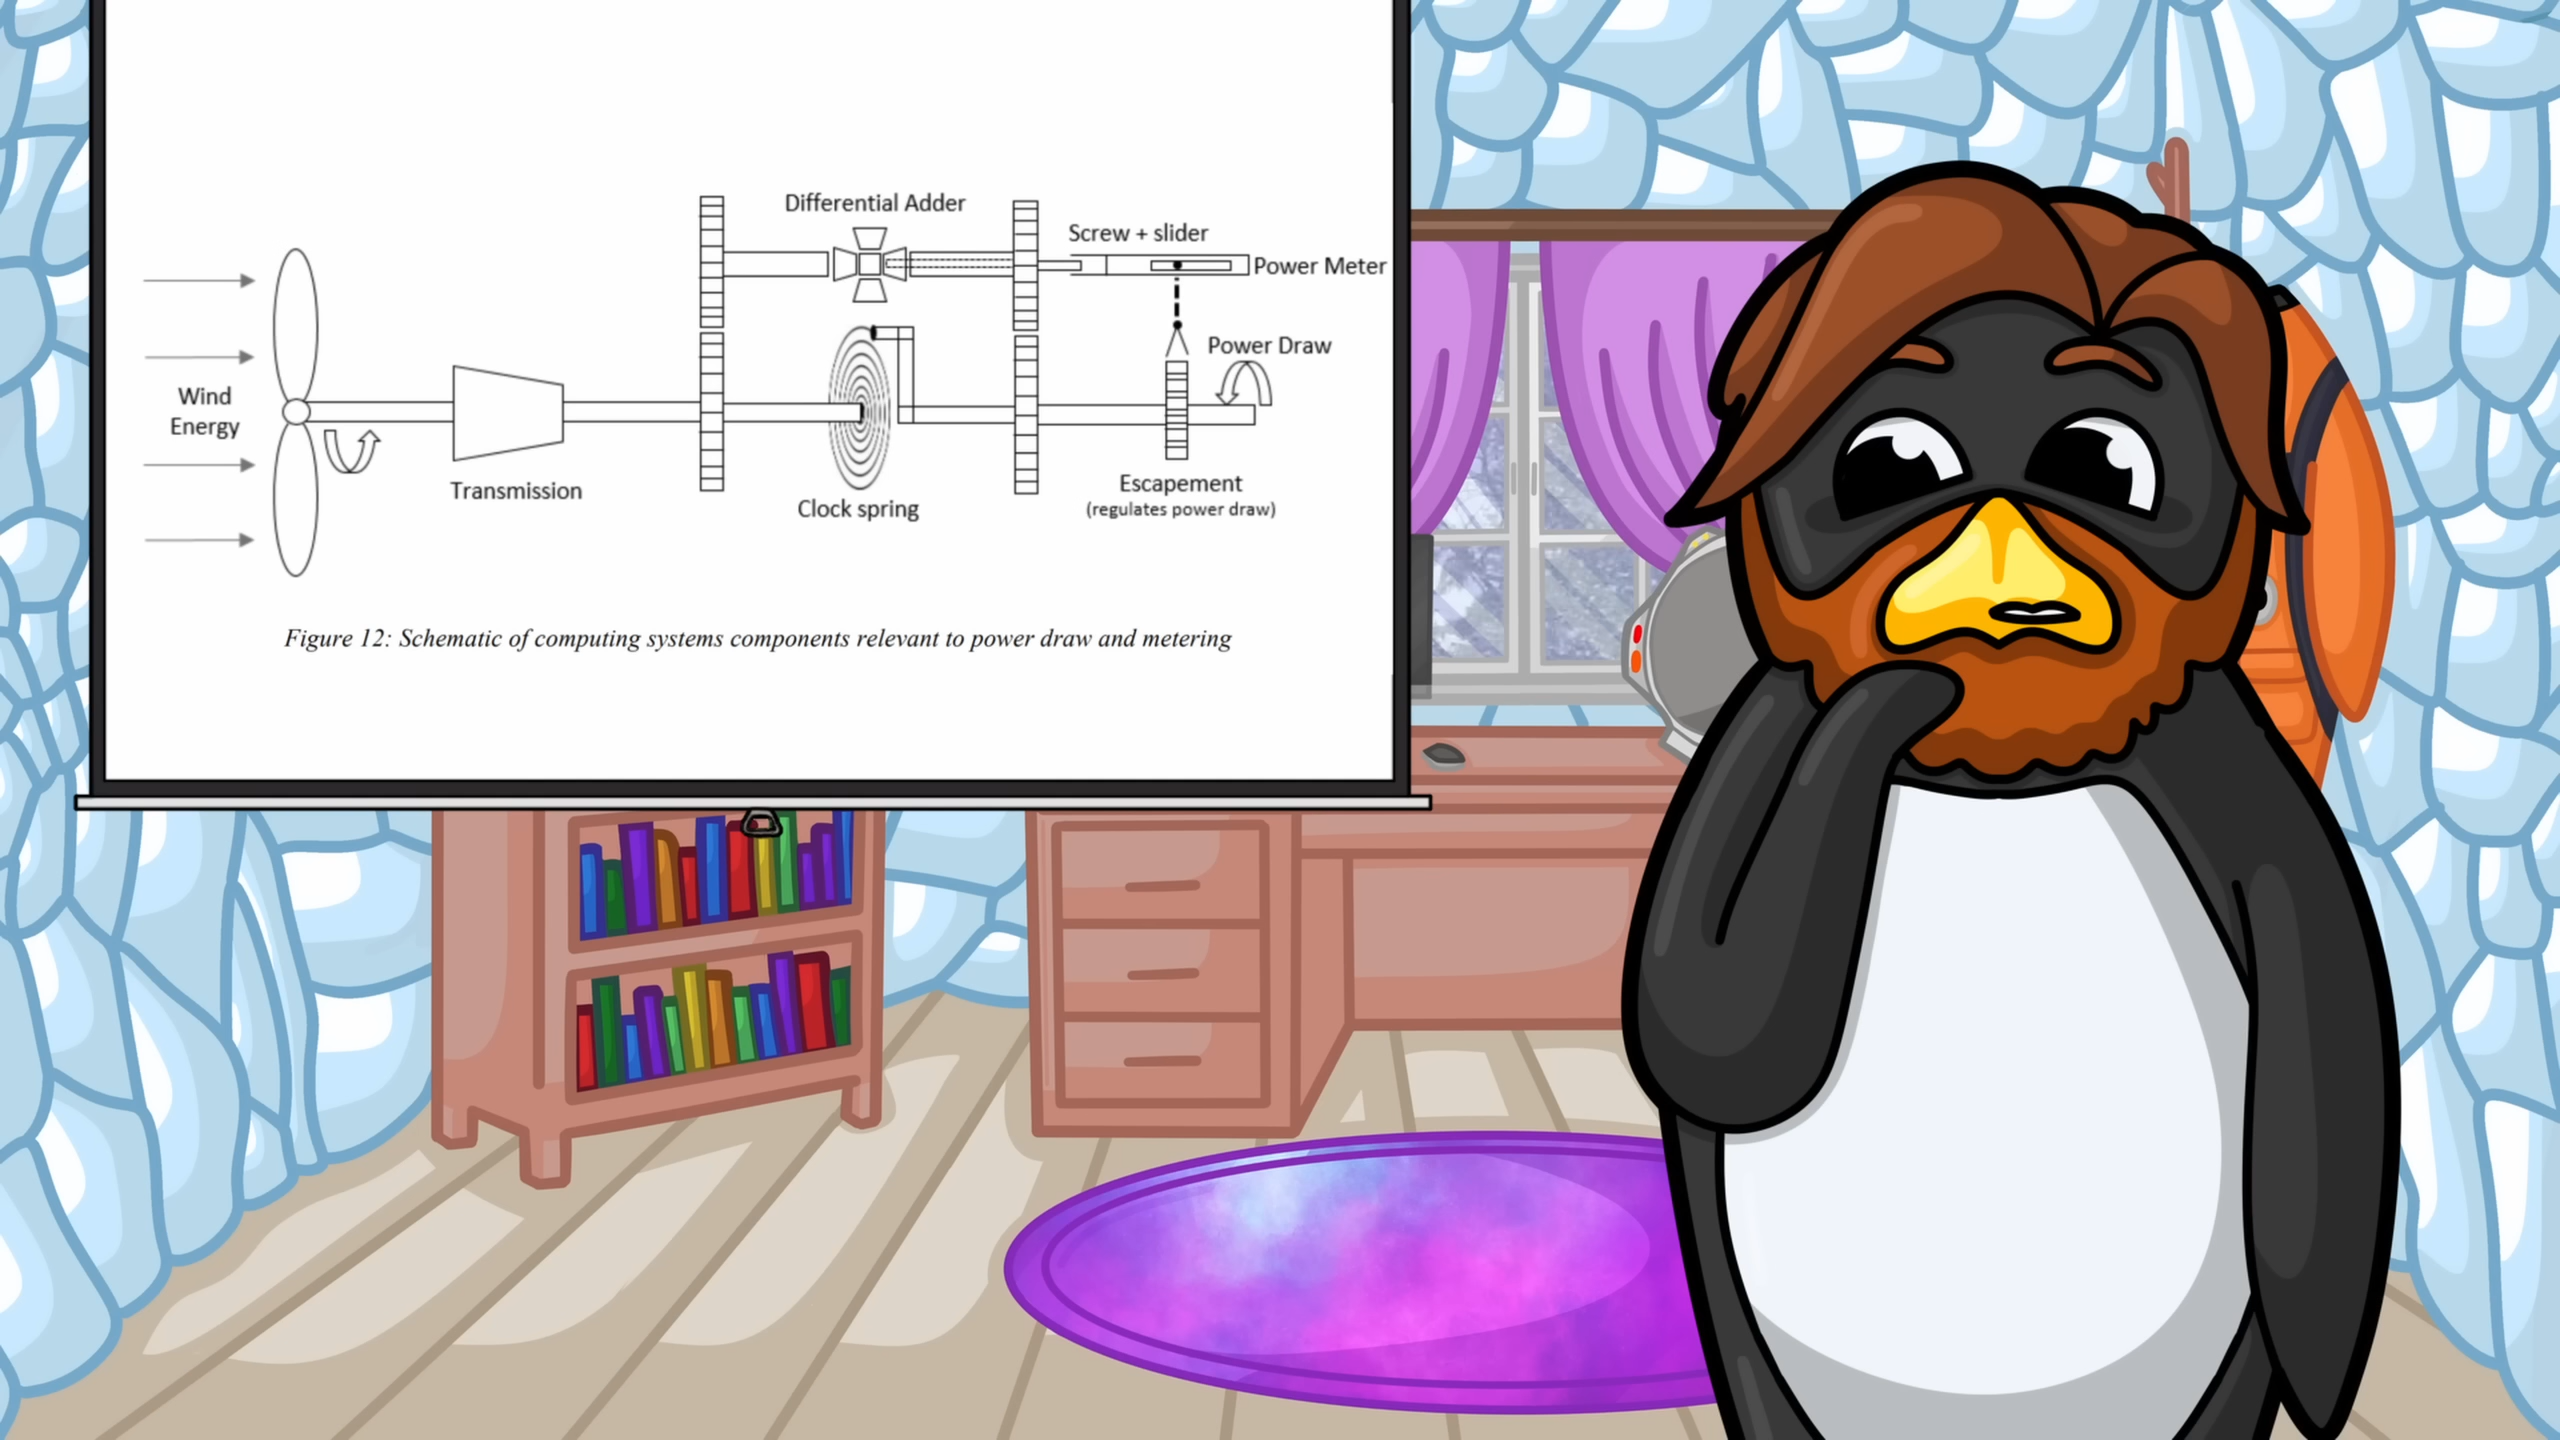 Differential Adder
Screw + slider
Power Meter
Power Draw
Wind
Energy
Transmission
Clock spring
Escapement
(regulates power draw)
Figure 12: Schematic of computing systems components relevant to power draw and metering